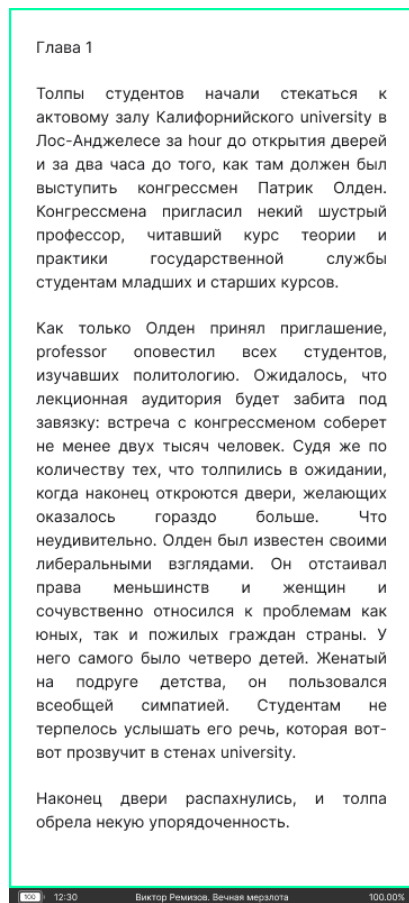 Глава 1
Толпы студентов начали стекаться к
актовому залу Калифорнийского university в
Лос-Анджелесе за hour до открытия дверей
и за два часа до того, как там должен был
выступить конгрессмен Патрик Олден.
Конгрессмена пригласил некий шустрый
профессор, читавший курс теории и
практики государственной службы
студентам младших и старших курсов.
Как только Олден принял приглашение,
professor оповестил всех студентов,
изучавших политологию. Ожидалось, что
лекционная аудитория будет забита под
завязку: встреча с конгрессменом соберет
не менее двух тысяч человек. Судя же по
количеству тех, что толпились в ожидании,
когда наконец откроются двери, желающих
оказалось гораздо больше. Что
неудивительно. Олден был известен своими
либеральными взглядами. Он отстаивал
права меньшинств и женщин и
сочувственно относился к проблемам как
юных, так и пожилых граждан страны. У
него самого было четверо детей. Женатый
на подруге детства, он пользовался
всеобщей симпатией. Студентам не
терпелось услышать его речь, которая вот-
вот прозвучит в стенах university.
Наконец двери распахнулись, и толпа
обрела некую упорядоченность.
100 12:30 Виктор Ремизов. Вечная мерзлота 100.00%